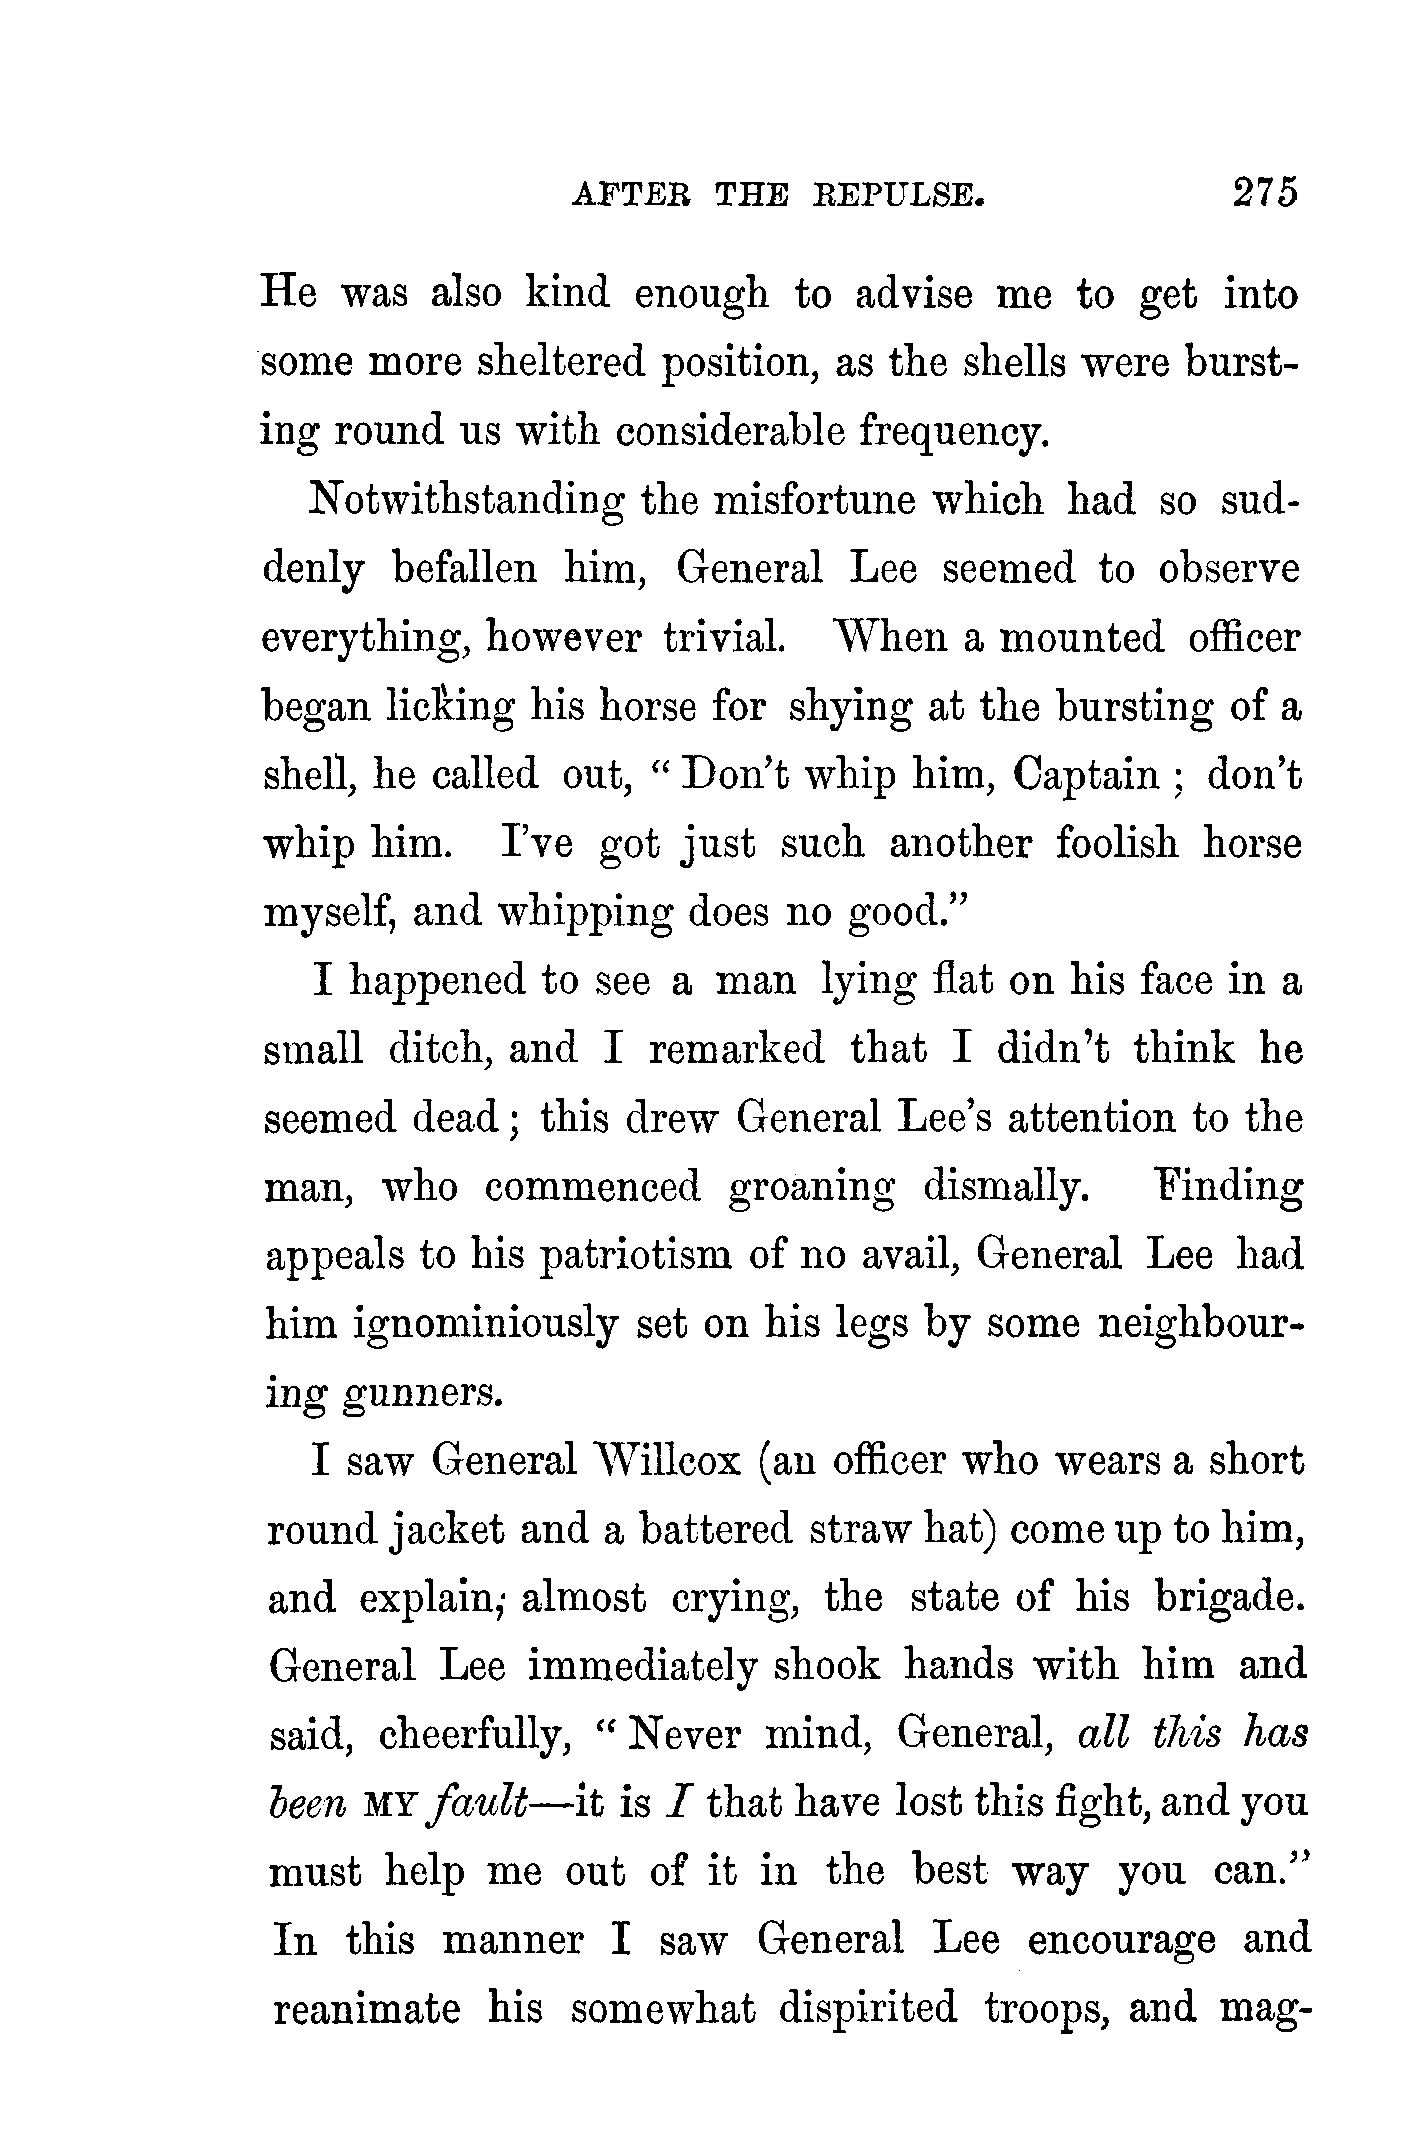 AFTER THE REPULSE. 275
He was also kind enough to advise me to get into
some more sheltered position, as the shells were burst-
ing round us with considerable frequency.
Notwithstanding the misfortune which had so sud-
denly befallen him, General Lee seemed to observe
everything, however trivial. When a mounted officer
began licking his horse for shying at the bursting of a
shell, he called out, “ Don’t whip him, Captain ; don’t
whip him. I’ve got just such another foolish horse
myself, and whipping does no good.”
I happened to see a man lying flat on his face in a
small ditch, and I remarked that I didn’t think he
seemed dead ; this drew General Lee’s attention to the
man, who commenced groaning dismally. Finding
appeals to his patriotism of no avail, General Lee had
him ignominiously set on his legs by some neighbour-
ing gunners.
I saw General Willcox (an officer who wears a short
round jacket and a battered straw hat) come up to him,
and explain, almost crying, the state of his brigade.
General Lee immediately shook hands with him and
said, cheerfully, “ Never mind, General, all this has
been MY fault—it is I that have lost this fight, and you
must help me out of it in the best way you can.”
In this manner I saw General Lee encourage and
reanimate his somewhat dispirited troops, and mag-